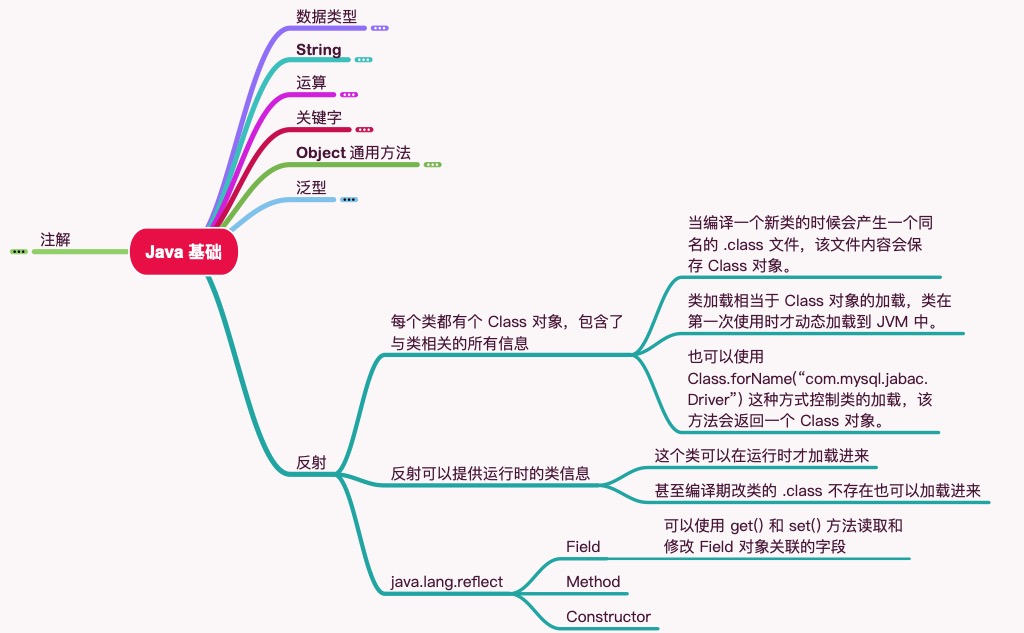 数据类型
String
运算
关键字
Object 通用方法
泛型
注解
Java 基础
反射
每个类都有个 Class 对象，包含了
与类相关的所有信息
当编译一个新类的时候会产生一个同
名的 .class 文件，该文件内容会保
存 Class 对象。
类加载相当于 Class 对象的加载，类在
第一次使用时才动态加载到 JVM 中。
也可以使用
Class.forName(“com.mysql.jabac.
Driver”) 这种方式控制类的加载，该
方法会返回一个 Class 对象。
反射可以提供运行时的类信息
这个类可以在运行时才加载进来
甚至编译期改类的 .class 不存在也可以加载进来
java.lang.reflect
Field
可以使用 get() 和 set() 方法读取和
修改 Field 对象关联的字段
Method
Constructor